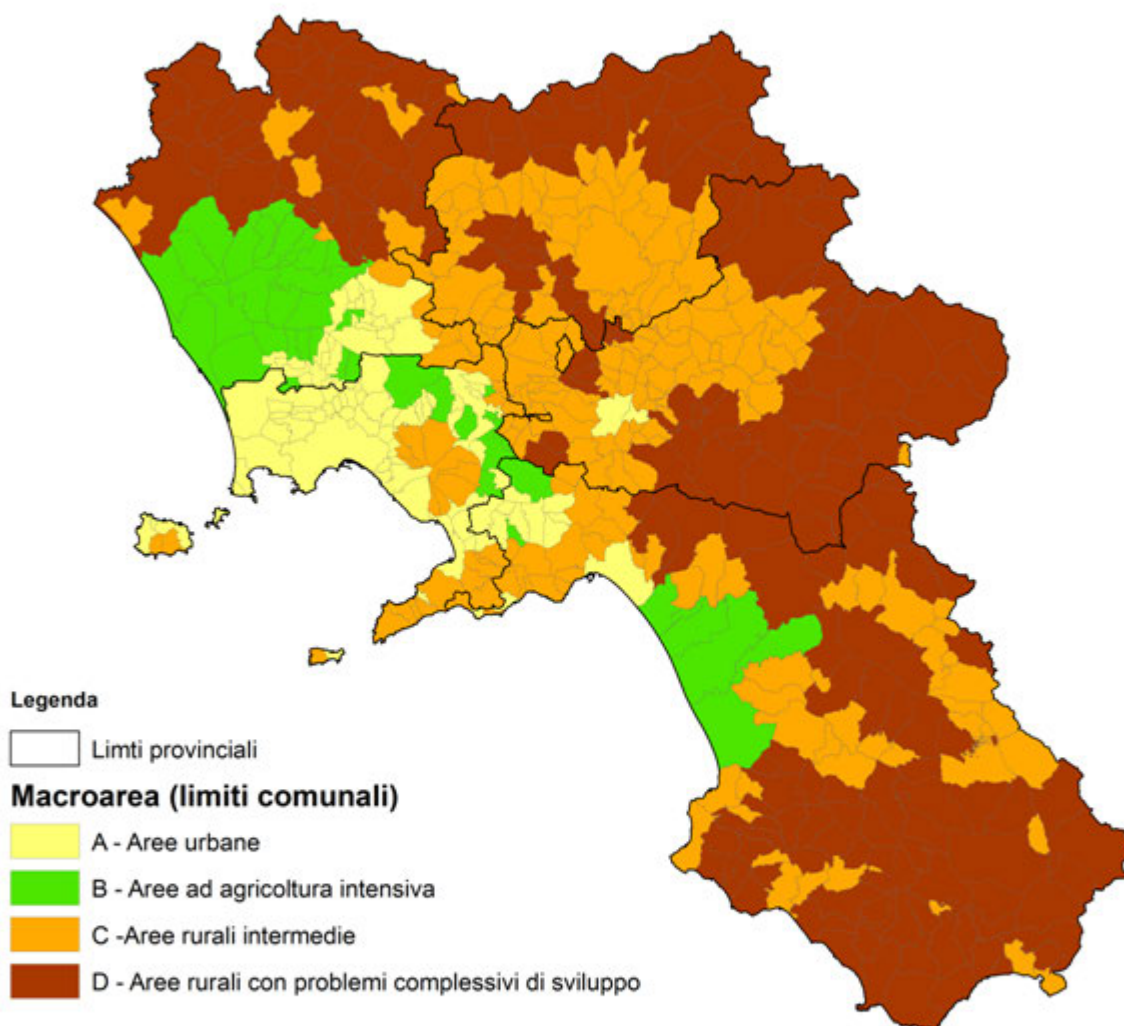 Legenda
Limti provinciali
Macroarea (limiti comunali)
A - Aree urbane
B - Aree ad agricoltura intensiva
C -Aree rurali intermedie
D - Aree rurali con problemi complessivi di sviluppo